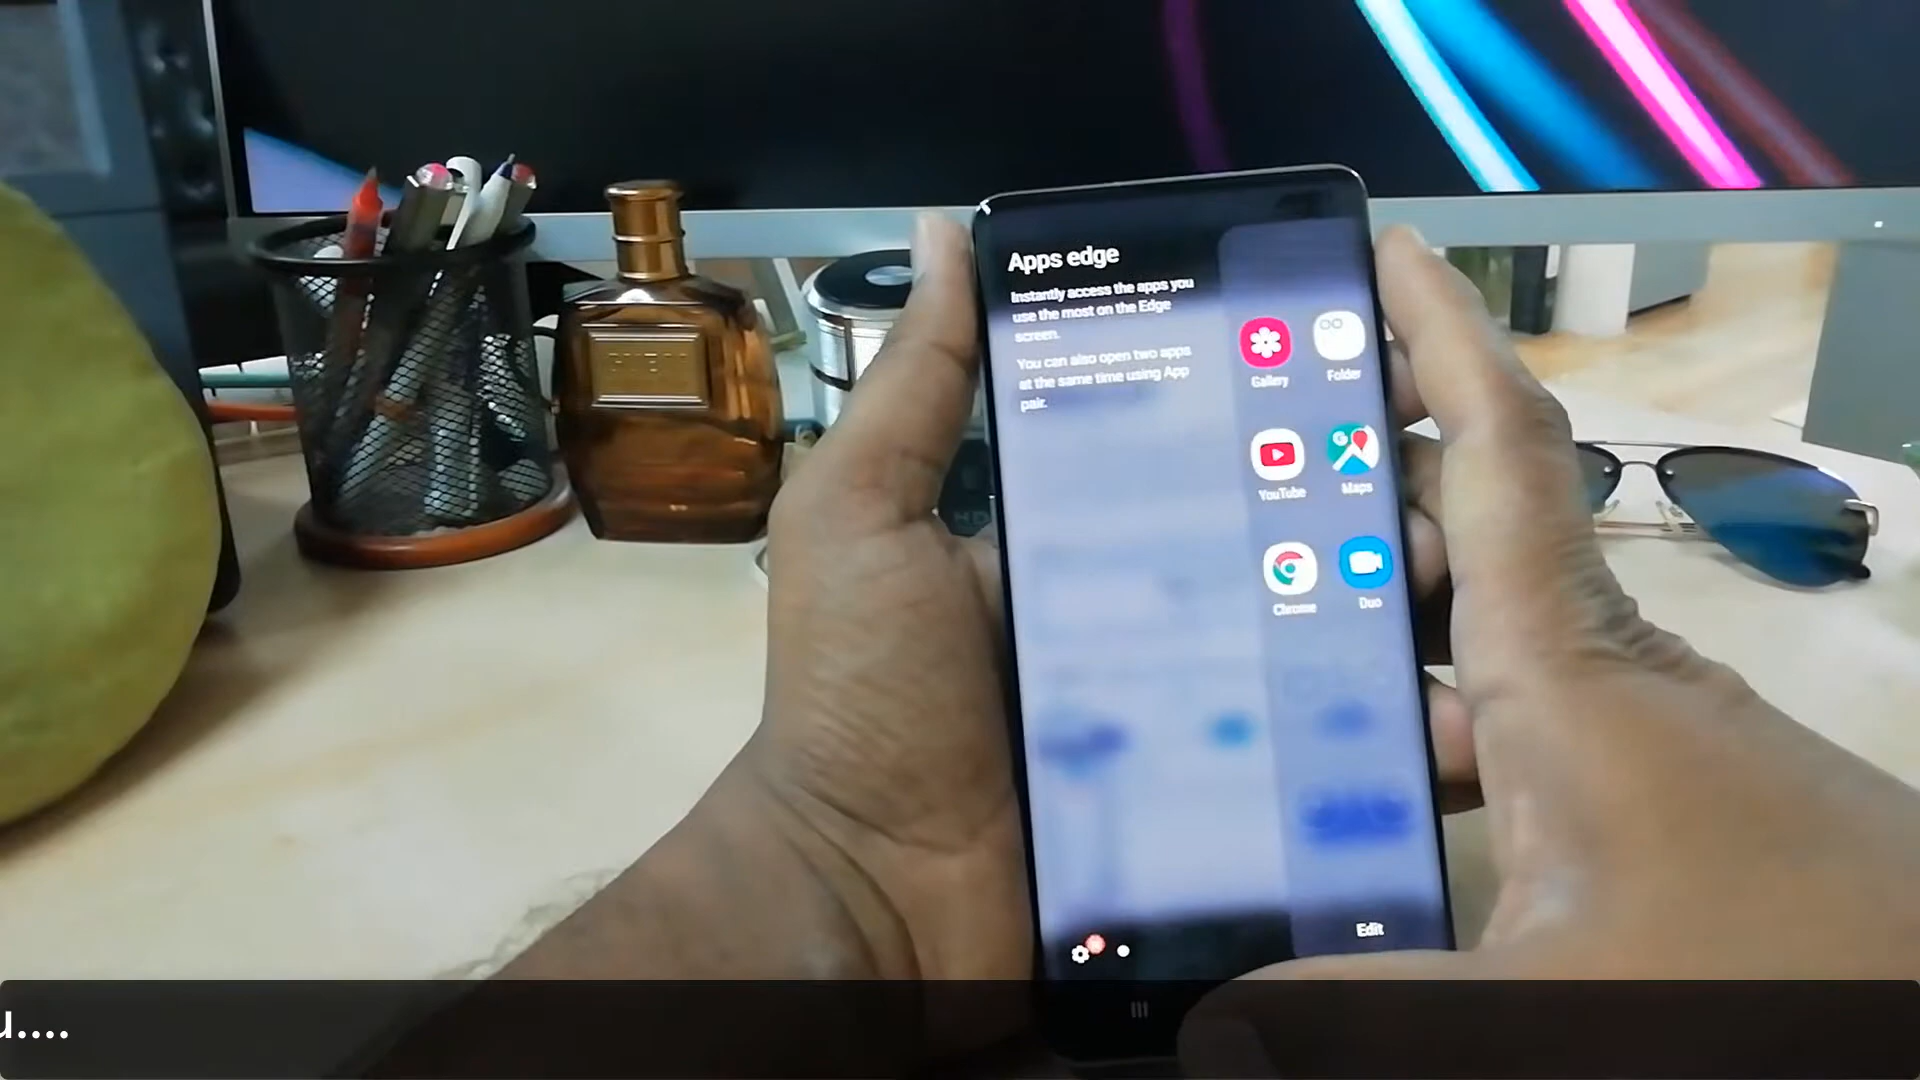 Apps edge
Instantly access the apps you
use the most on the Edge
screen.
You can also open two apps
at the same time using App
pair.
Gallery
Folder
YouTube
Maps
Chrome
Duo
Edit
HD
u....